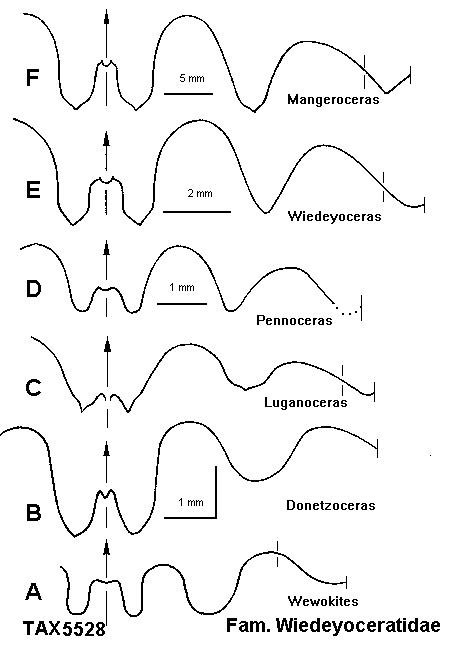 F
5 mm
Mangeroceras
E
2 mm
Wiedeyoceras
D
1 mm
Pennoceras
C
Luganoceras
B
1 mm
Donetzoceras
A
Wewokites
TAX5528
Fam. Wiedeyoceratidae